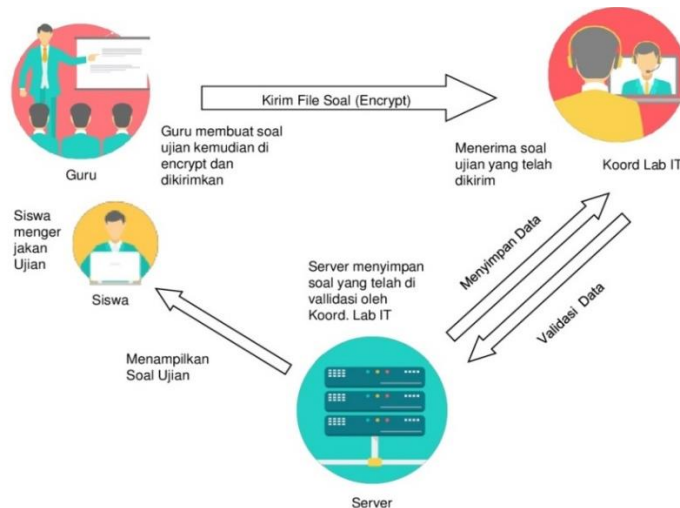 Kirim File Soal (Encrypt)
Guru membuat soal
ujian kemudian di
encrypt dan
dikirimkan
Guru
Menerima soal
ujian yang telah
dikirim
Koord Lab IT
Siswa
menger
jakan
Ujian
Siswa
Server menyimpan
soal yang telah di
vallidasi oleh
Koord. Lab IT
Menyimpan Data
Validasi Data
Menampilkan
Soal Ujian
Server